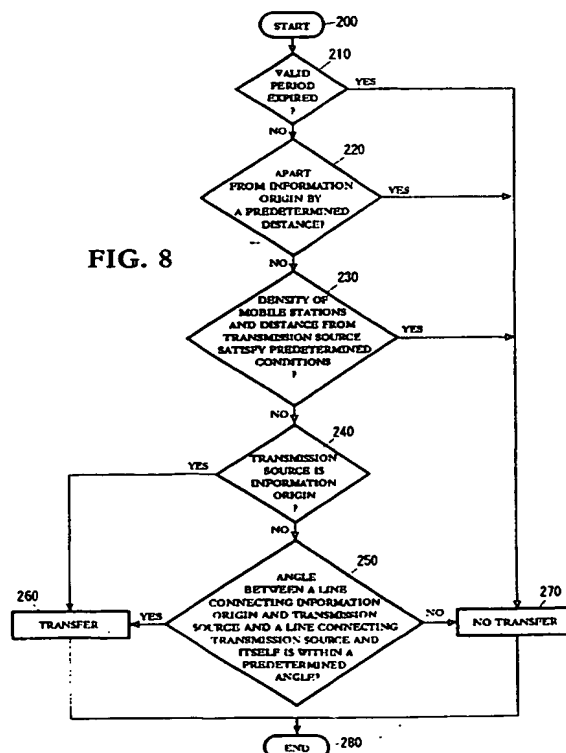 START
200
210
VALID
PERIOD
EXPIRED
?
YES
NO
220
APART
FROM INFORMATION
ORIGIN BY
A PREDETERMINED
DISTANCE?
YES
FIG. 8
NO
230
DENSITY OF
MOBILE STATIONS
AND DISTANCE FROM
TRANSMISSION SOURCE
SATISFY PREDETERMINED
CONDITIONS
?
YES
NO
240
TRANSMISSION
SOURCE IS
INFORMATION
ORIGIN
?
YES
NO
250
ANGLE
BETWEEN A LINE
CONNECTING INFORMATION
ORIGIN AND TRANSMISSION
SOURCE AND A LINE CONNECTING
TRANSMISSION SOURCE AND
ITSELF IS WITHIN A
PREDETERMINED
ANGLE?
260
TRANSFER
YES
NO
270
NO TRANSFER
END
280